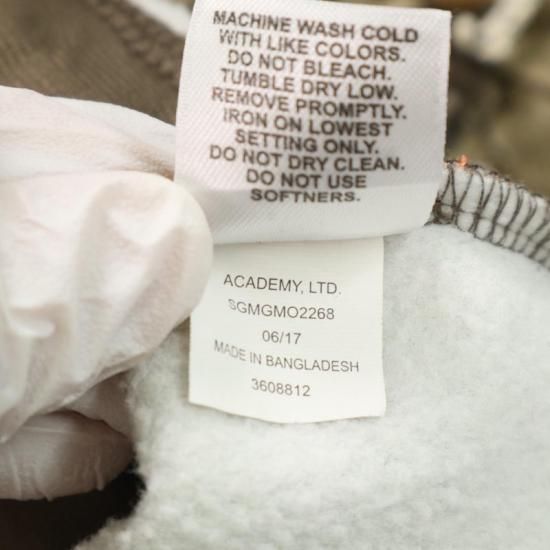 MACHINE WASH COLD
WITH LIKE COLORS.
DO NOT BLEACH.
TUMBLE DRY LOW.
REMOVE PROMPTLY.
IRON ON LOWEST
SETTING ONLY.
DO NOT DRY CLEAN.
DO NOT USE
SOFTNERS.
ACADEMY, LTD.
SGMGMO2268
06/17
MADE IN BANGLADESH
3608812